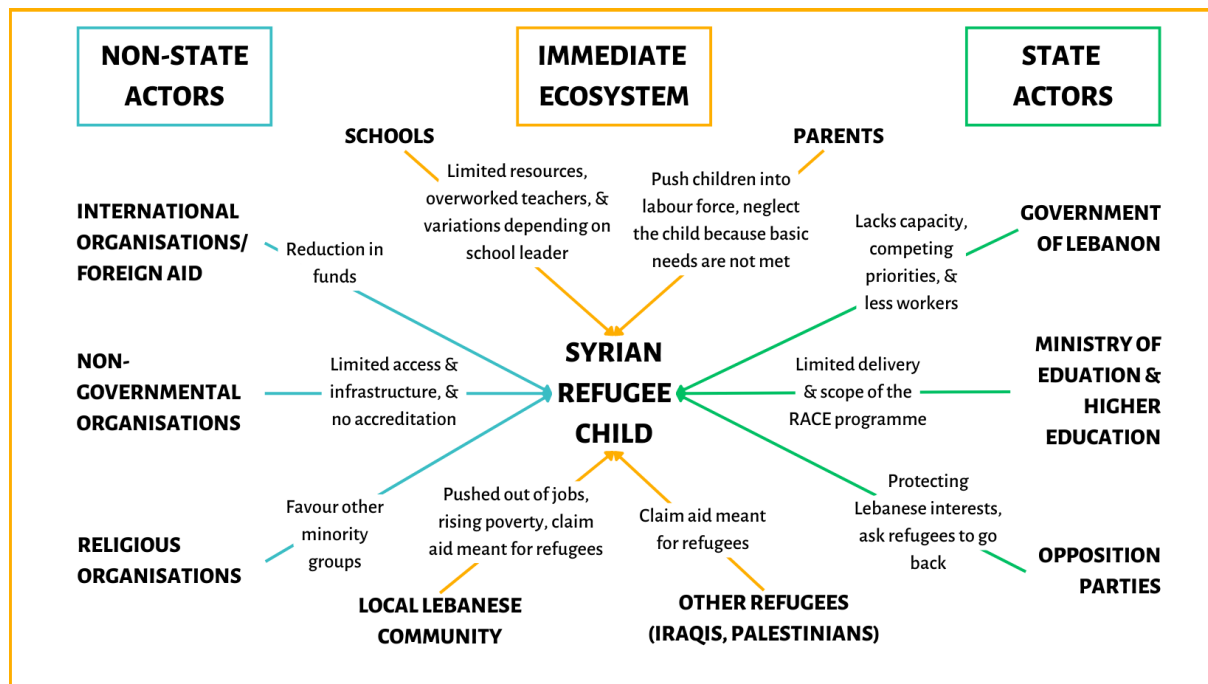 NON-STATE
ACTORS
IMMEDIATE
ECOSYSTEM
STATE
ACTORS
SCHOOLS
Limited resources,
overworked teachers, &
variations depending on
school leader
PARENTS
Push children into
labour force, neglect
the child because basic
needs are not met
INTERNATIONAL
ORGANISATIONS/
FOREIGN AID
Reduction in
funds
GOVERNMENT
OF LEBANON
Lacks capacity,
competing
priorities, &
less workers
SYRIAN
REFUGEE
CHILD
NON-
GOVERNMENTAL
ORGANISATIONS
Limited access &
infrastructure, &
no accreditation
MINISTRY OF
EDUATION &
HIGHER
EDUCATION
Limited delivery
& scope of the
RACE programme
RELIGIOUS
ORGANISATIONS
Favour other
minority
groups
Pushed out of jobs,
rising poverty, claim
aid meant for refugees
LOCAL LEBANESE
COMMUNITY
Claim aid meant
for refugees
OTHER REFUGEES
(IRAQIS, PALESTINIANS)
Protecting
Lebanese interests,
ask refugees to go
back
OPPOSITION
PARTIES